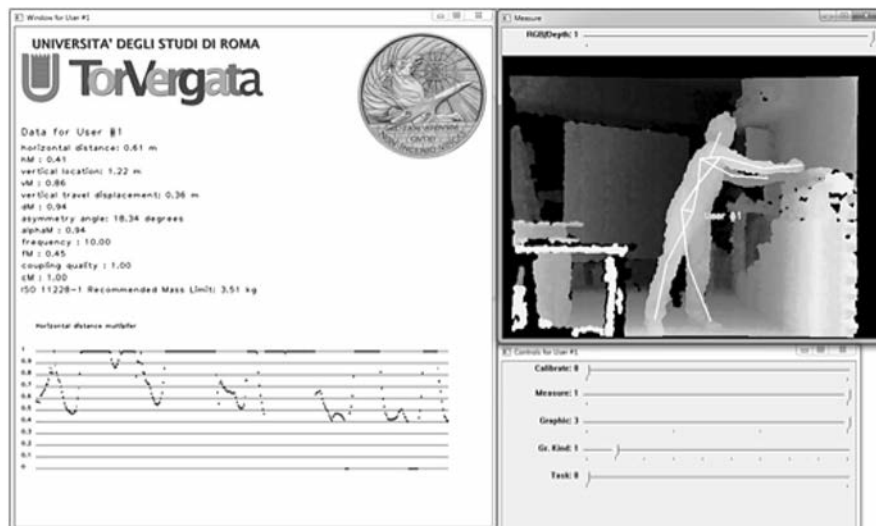 Window for User #1
UNIVERSITA' DEGLI STUDI DI ROMA
TorVergata
Data for User #1
horizontal distance: 0.61 m
hM : 0.41
vertical location: 1.22 m
vM : 0.86
vertical travel displacement: 0.36 m
dM : 0.94
asymmetry angle: 18.34 degrees
alphaM : 0.94
frequency : 10.00
fM : 0.45
coupling quality : 1.00
cM : 1.00
ISO 11228-1 Recommended Mass Limit: 3.51 kg
Horizontal distance multiplier
1
0.9
0.8
0.7
0.6
0.5
0.4
0.3
0.2
0.1
0
Measure
RGB/Depth: 1
User #1
Controls for User #1
Calibrate: 0
Measure: 1
Graphic: 3
Gr. Kind: 1
Task: 0